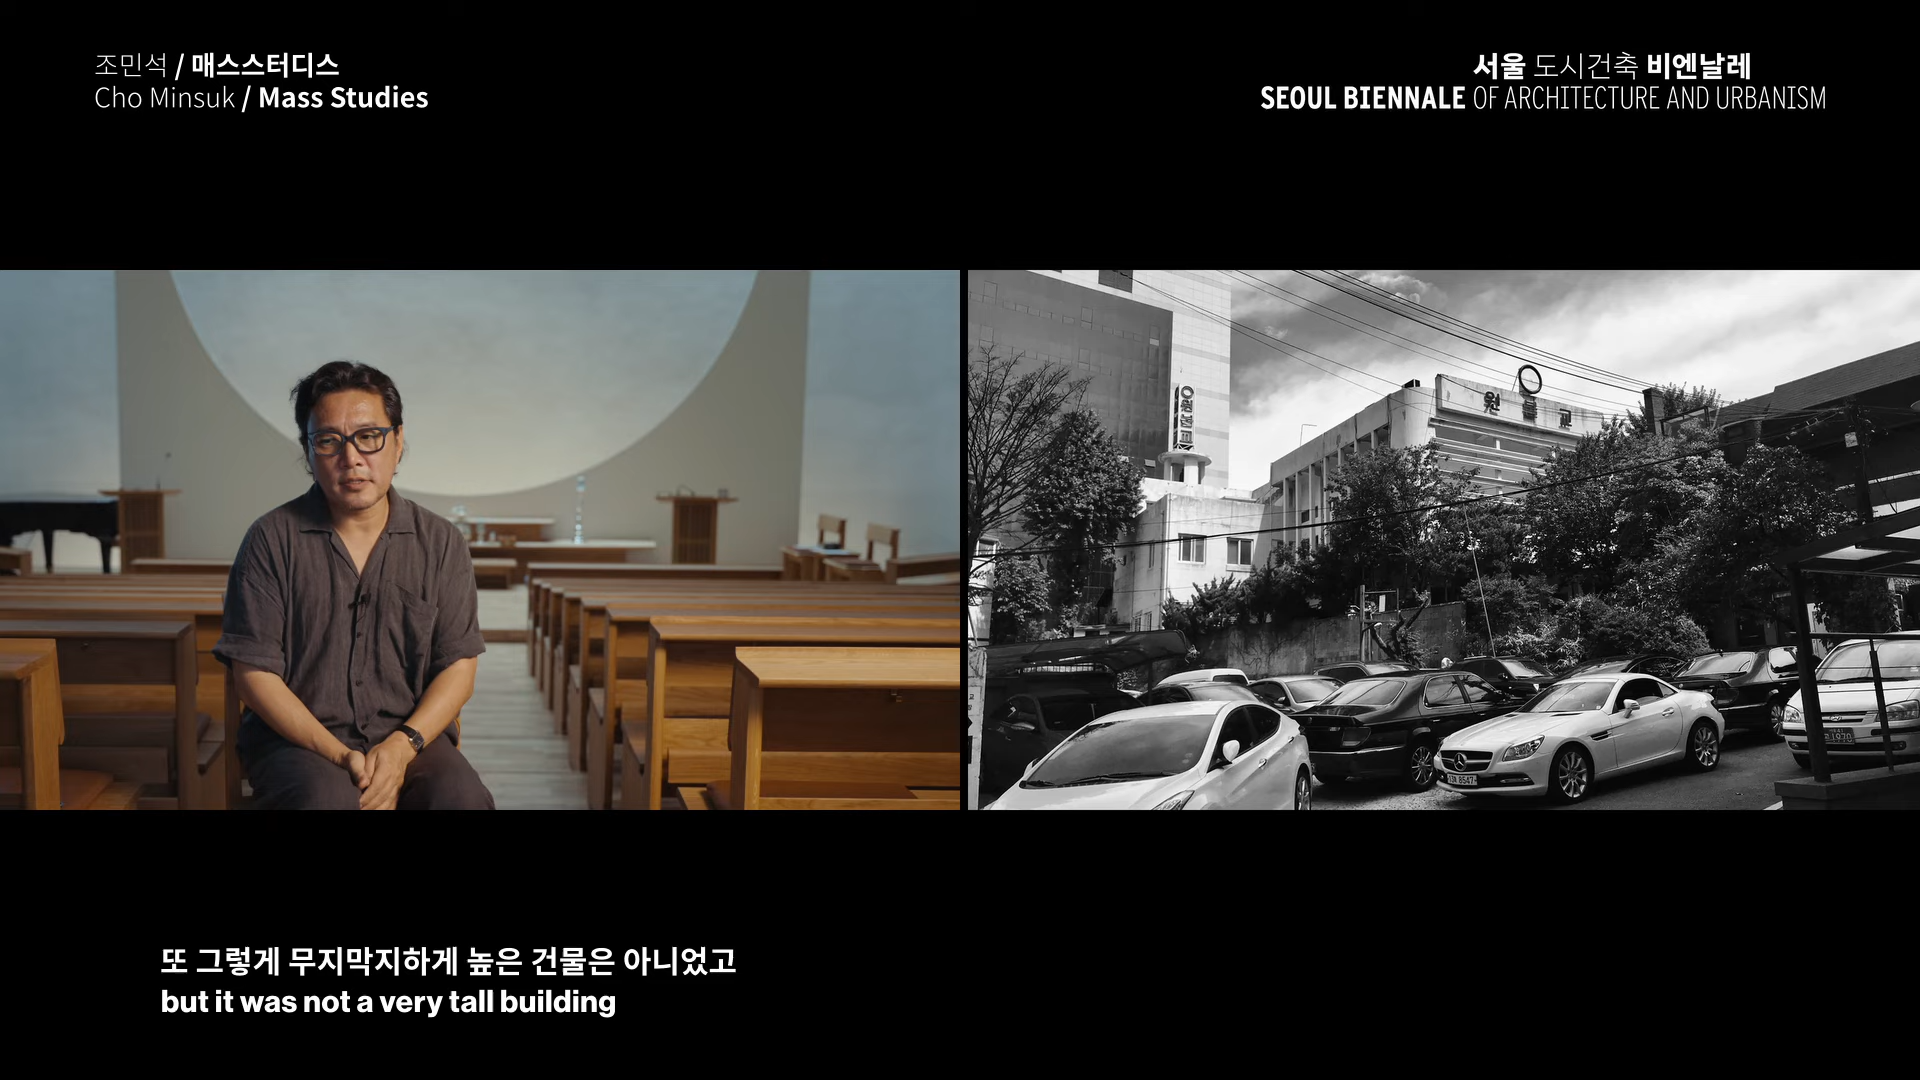 조민석 / 매스스터디스
Cho Minsuk / Mass Studies
서울 도시건축 비엔날레
SEOUL BIENNALE OF ARCHITECTURE AND URBANISM
원불교
원 불 교
또 그렇게 무지막지하게 높은 건물은 아니었고
but it was not a very tall building